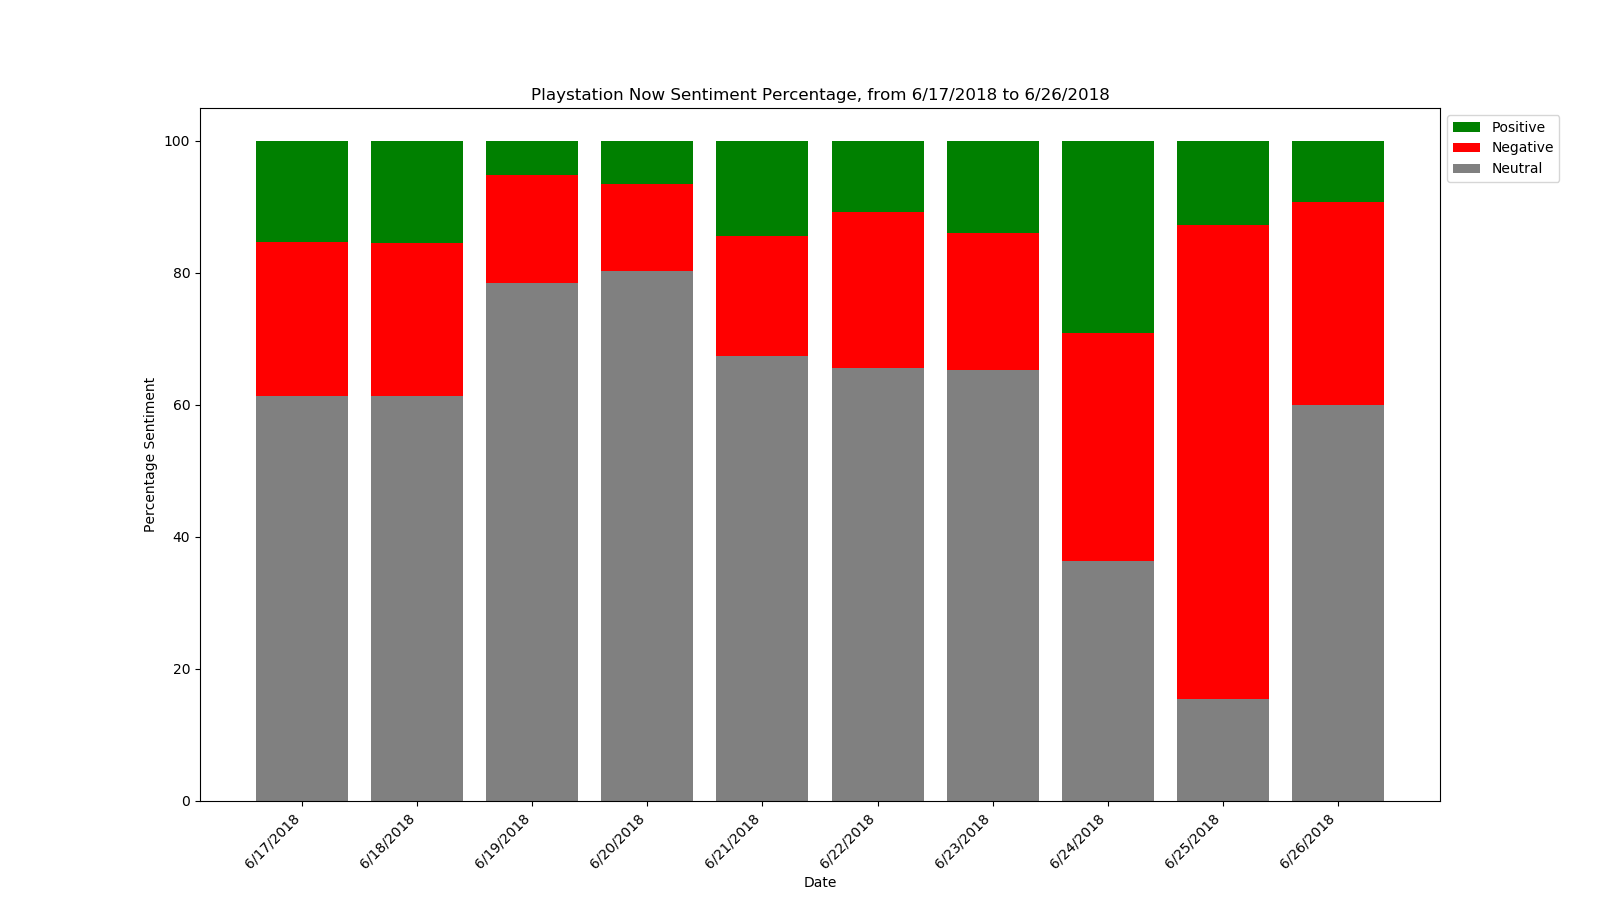 Playstation Now Sentiment Percentage, from 6/17/2018 to 6/26/2018
Positive
Negative
Neutral
Percentage Sentiment
100
80
60
40
20
0
6/17/2018
6/18/2018
6/19/2018
6/20/2018
6/21/2018
6/22/2018
6/23/2018
6/24/2018
6/25/2018
6/26/2018
Date